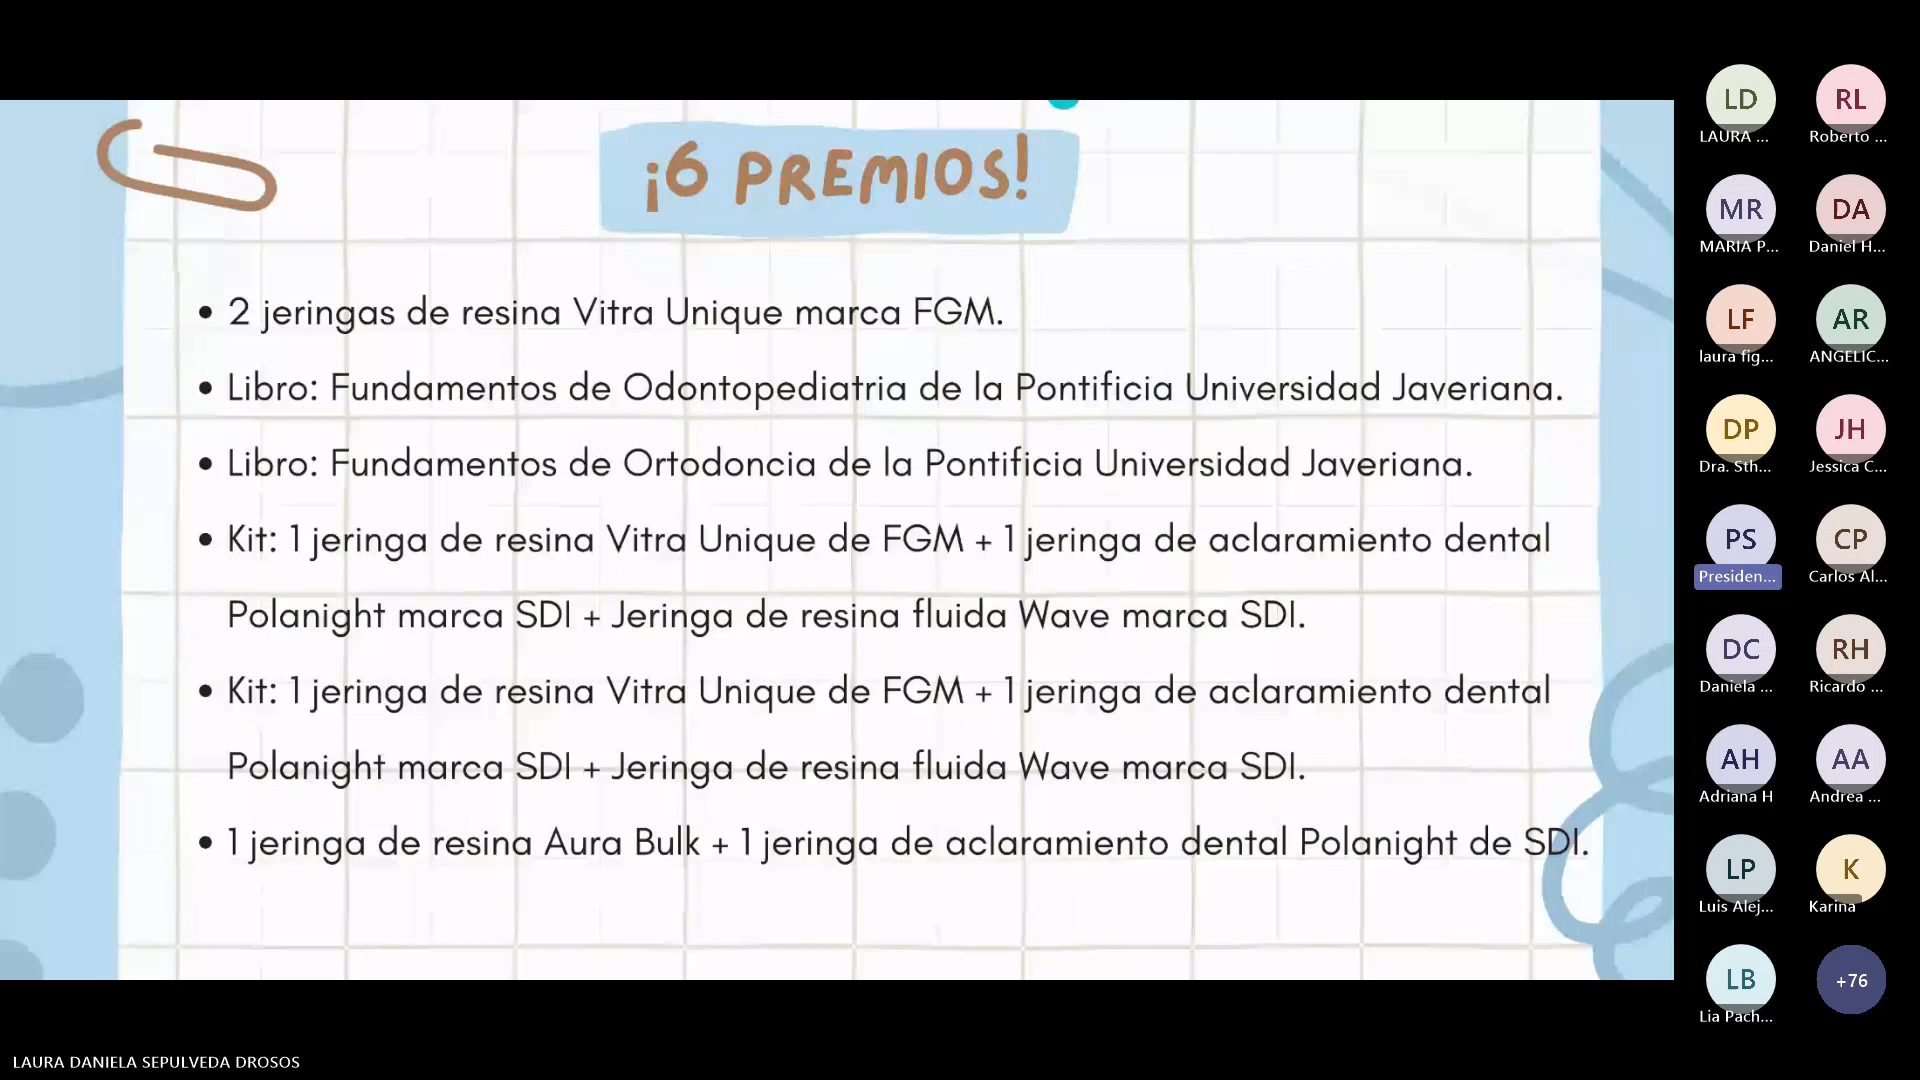 ¡6 PREMIOS!
• 2 jeringas de resina Vitra Unique marca FGM.
• Libro: Fundamentos de Odontopediatria de la Pontificia Universidad Javeriana.
• Libro: Fundamentos de Ortodoncia de la Pontificia Universidad Javeriana.
• Kit: 1 jeringa de resina Vitra Unique de FGM + 1 jeringa de aclaramiento dental
Polanight marca SDI + Jeringa de resina fluida Wave marca SDI.
• Kit: 1 jeringa de resina Vitra Unique de FGM + 1 jeringa de aclaramiento dental
Polanight marca SDI + Jeringa de resina fluida Wave marca SDI.
• 1 jeringa de resina Aura Bulk + 1 jeringa de aclaramiento dental Polanight de SDI.
LD RL
LAURA ... Roberto ...
MR DA
MARIA P... Daniel H...
LF AR
laura fig... ANGELIC...
DP JH
Dra. Sth... Jessica C...
PS CP
Presiden... Carlos Al...
DC RH
Daniela ... Ricardo ...
AH AA
Adriana H Andrea ...
LP K
Luis Alej... Karina
LB +76
Lia Pach...
LAURA DANIELA SEPULVEDA DROSOS